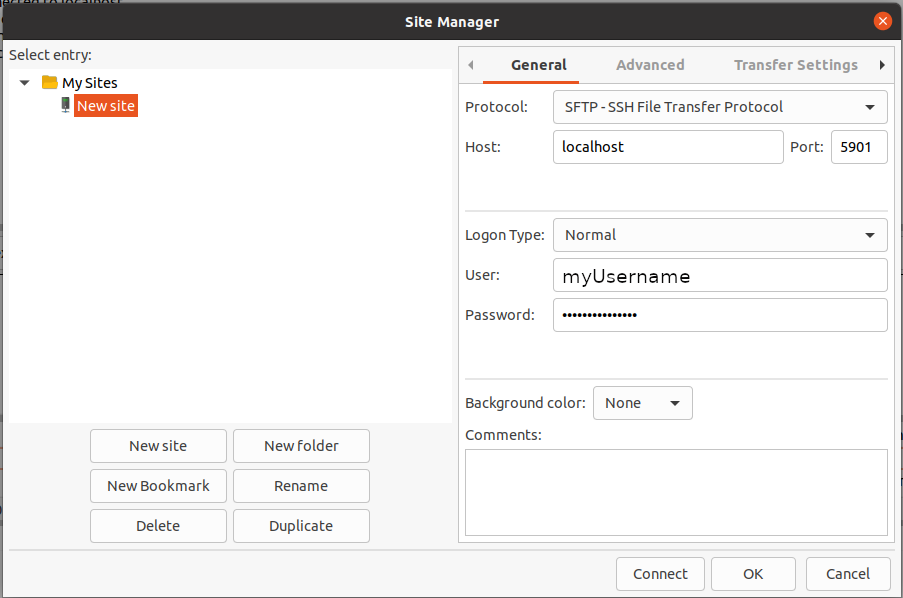 Site Manager
Select entry:
My Sites
New site
General Advanced Transfer Settings
Protocol: SFTP - SSH File Transfer Protocol
Host: localhost Port: 5901
Logon Type: Normal
User: myUsername
Password: •••••••••••••••
Background color: None
Comments:
New site New folder
New Bookmark Rename
Delete Duplicate
Connect OK Cancel